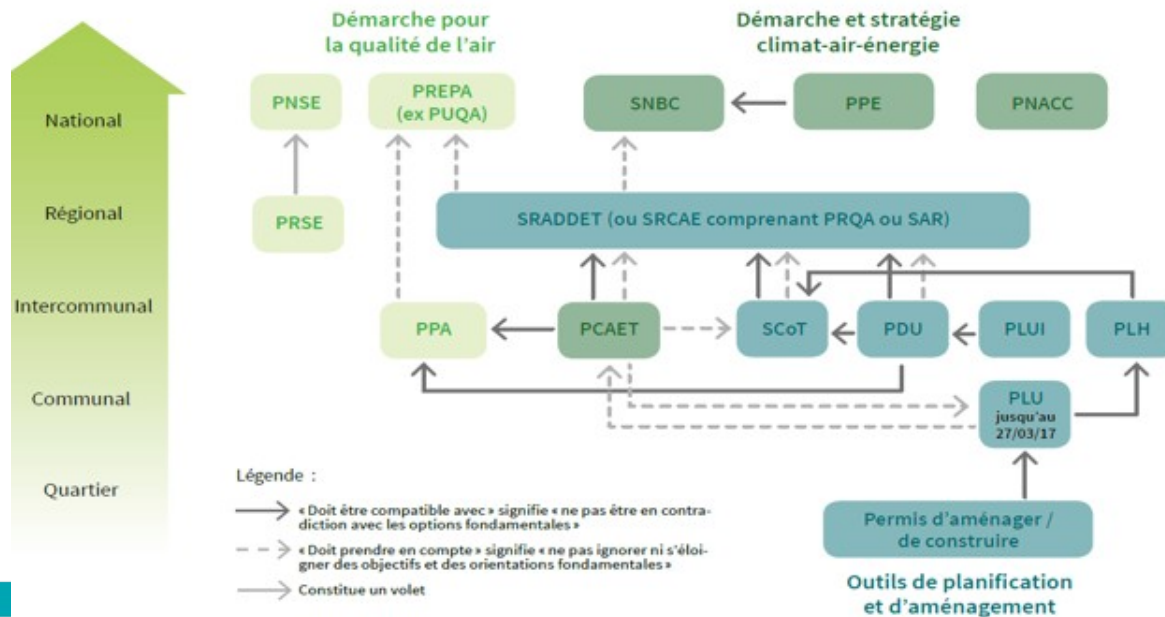 Démarche pour
la qualité de l'air
Démarche et stratégie
climat-air-énergie
National
PNSE
PREPA
(ex PUQA)
SNBC
PPE
PNACC
Régional
PRSE
SRADDET (ou SRCAE comprenant PRQA ou SAR)
Intercommunal
PPA
PCAET
SCoT
PDU
PLUI
PLH
Communal
PLU
jusqu'au
27/03/17
Quartier
Légende :
« Doit être compatible avec » signifie « ne pas être en contra-
diction avec les options fondamentales »
« Doit prendre en compte » signifie « ne pas ignorer ni s'éloi-
gner des objectifs et des orientations fondamentales »
Constitue un volet
Permis d'aménager /
de construire
Outils de planification
et d'aménagement